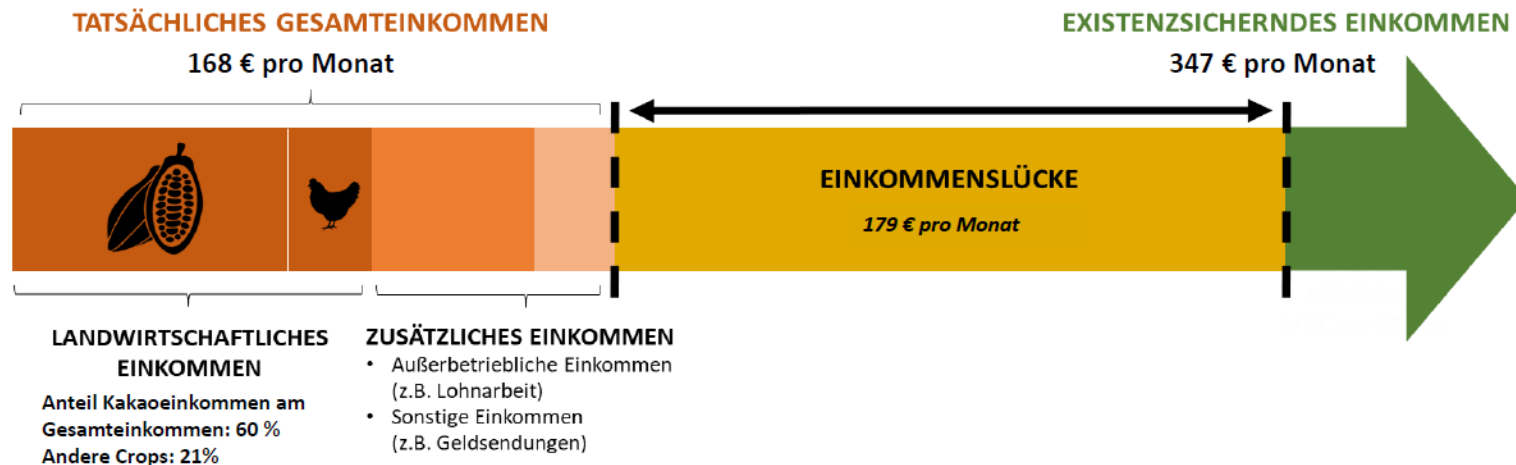 TATSÄCHLICHES GESAMTEINKOMMEN
168 € pro Monat
EXISTENZSICHERNDES EINKOMMEN
347 € pro Monat
EINKOMMENSLÜCKE
179 € pro Monat
LANDWIRTSCHAFTLICHES
EINKOMMEN
Anteil Kakaoeinkommen am
Gesamteinkommen: 60 %
Andere Crops: 21%
ZUSÄTZLICHES EINKOMMEN
• Außerbetriebliche Einkommen
(z.B. Lohnarbeit)
• Sonstige Einkommen
(z.B. Geldsendungen)